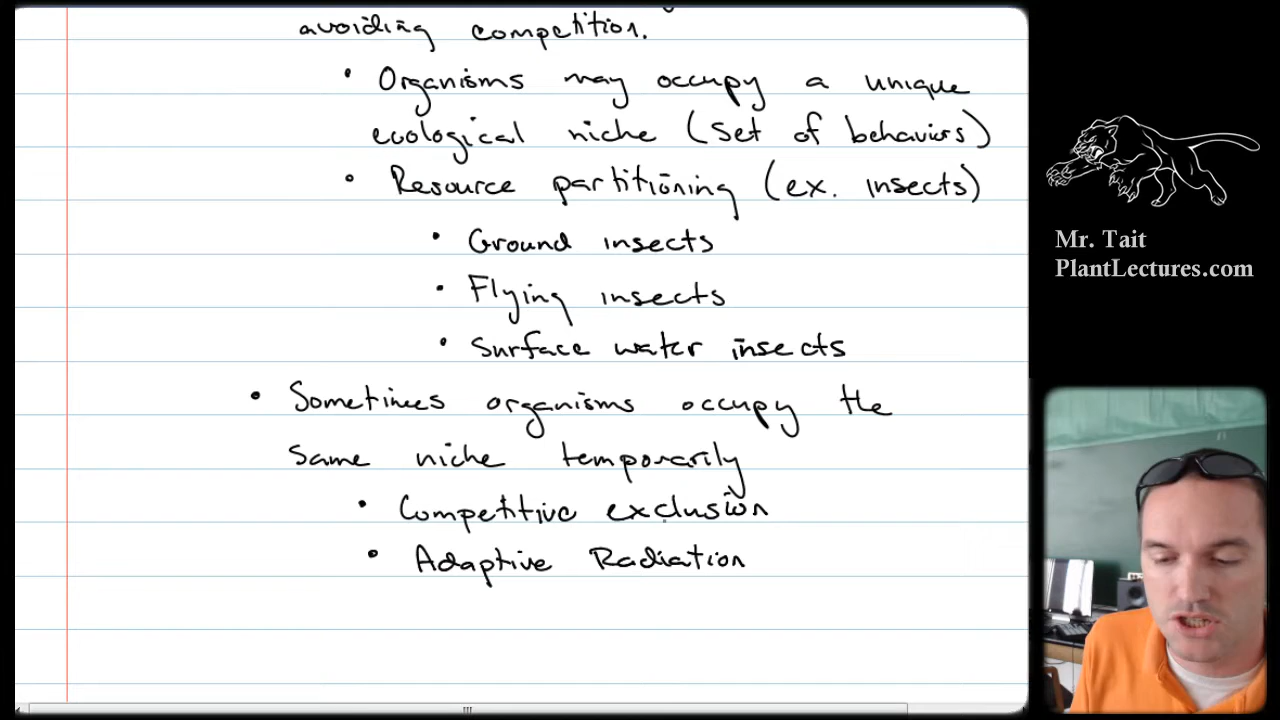 avoiding competition.
• Organisms may occupy a unique
ecological niche (set of behaviors)
• Resource partitioning (ex. insects)
• Ground insects
• Flying insects
• Surface water insects
• Sometimes organisms occupy the
same niche temporarily
• Competitive exclusion
• Adaptive Radiation
Mr. Tait
PlantLectures.com